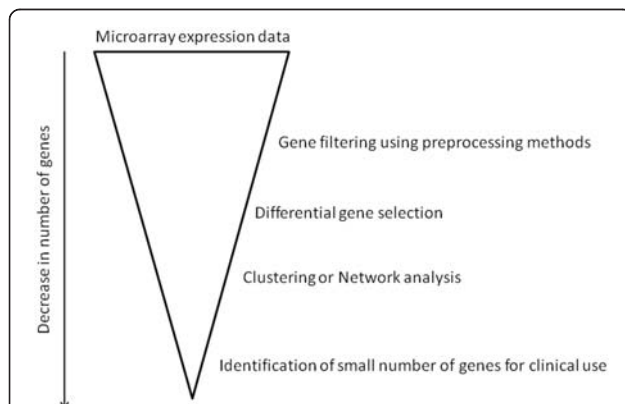 Microarray expression data
Decrease in number of genes
Gene filtering using preprocessing methods
Differential gene selection
Clustering or Network analysis
Identification of small number of genes for clinical use